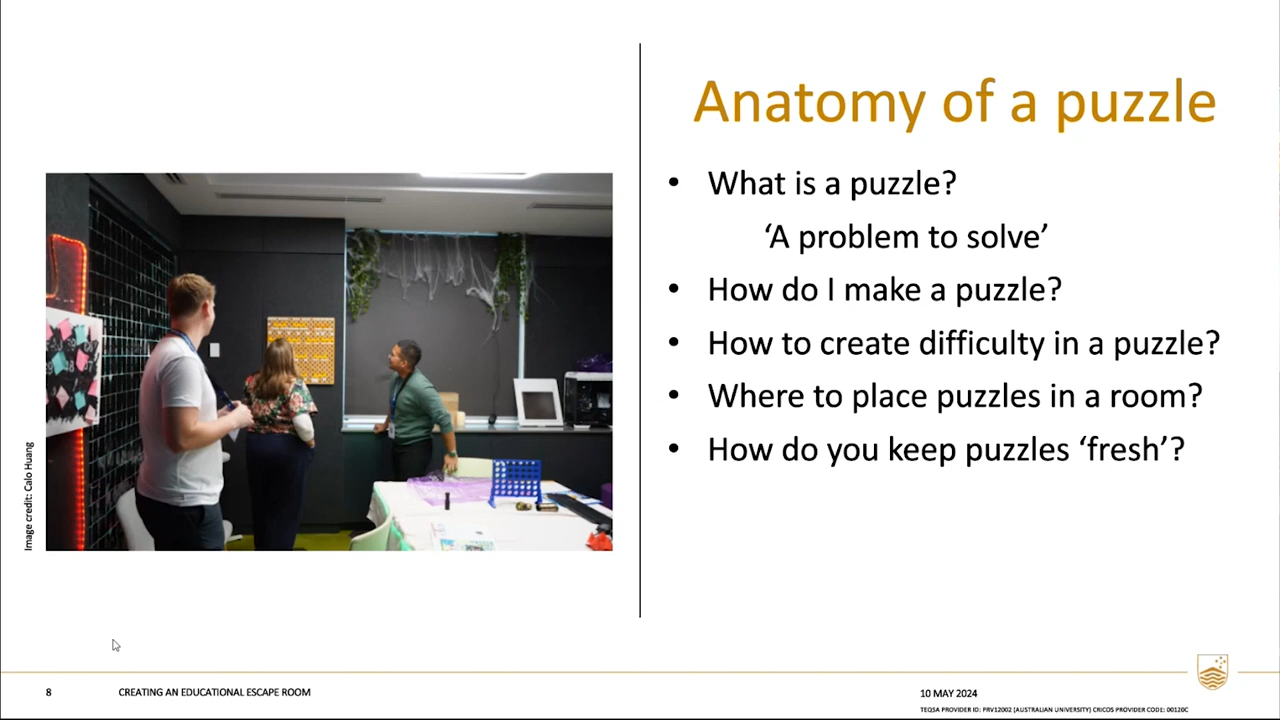 Anatomy of a puzzle
• What is a puzzle?
‘A problem to solve’
• How do I make a puzzle?
• How to create difficulty in a puzzle?
• Where to place puzzles in a room?
• How do you keep puzzles ‘fresh’?
Image credit: Calo Huang
8
CREATING AN EDUCATIONAL ESCAPE ROOM
10 MAY 2024
TEQSA PROVIDER ID: PRV12002 (AUSTRALIAN UNIVERSITY) CRICOS PROVIDER CODE: 00120C